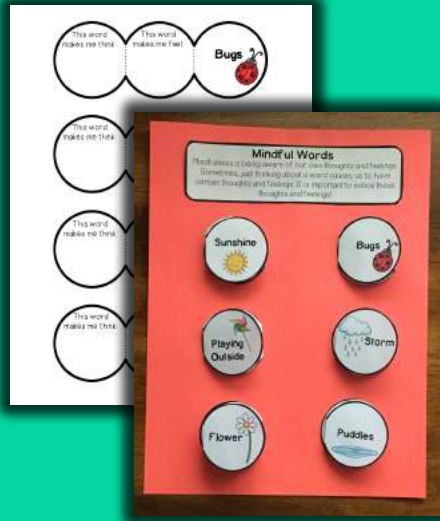 This word
makes me think
This word
makes me feel
Bugs
This word
makes me think
This word
makes me think
This word
makes me think
Mindful Words
Mindfulness is being aware of our own thoughts and feelings.
Sometimes, just thinking about a word causes us to have
certain thoughts and feelings. It is important to notice those
thoughts and feelings!
Sunshine
Bugs
Playing
Outside
Storm
Flower
Puddles